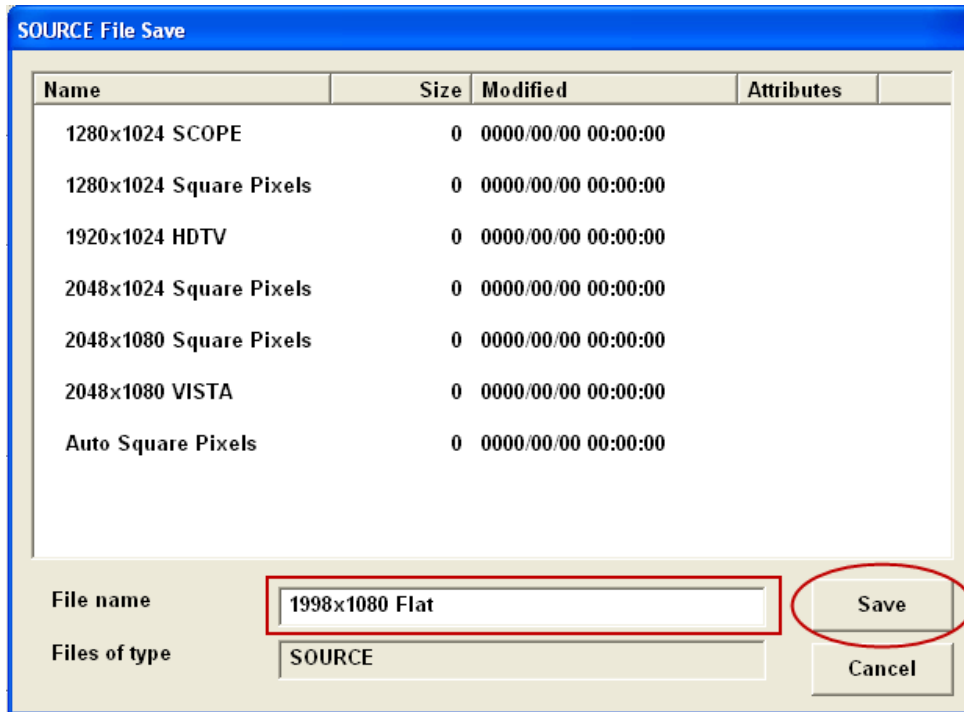 SOURCE File Save
Name Size Modified Attributes
1280x1024 SCOPE 0 0000/00/00 00:00:00
1280x1024 Square Pixels 0 0000/00/00 00:00:00
1920x1024 HDTV 0 0000/00/00 00:00:00
2048x1024 Square Pixels 0 0000/00/00 00:00:00
2048x1080 Square Pixels 0 0000/00/00 00:00:00
2048x1080 VISTA 0 0000/00/00 00:00:00
Auto Square Pixels 0 0000/00/00 00:00:00
File name 1998x1080 Flat Save
Files of type SOURCE Cancel